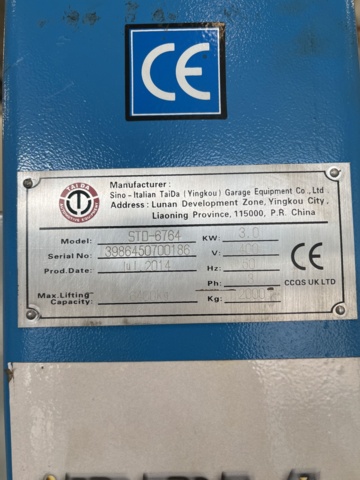 CE
TAIDA
Manufacturer:
Sino-Italian TaiDa (Yingkou) Garage Equipment Co., Ltd.
Address: Lunan Development Zone, Yingkou City,
Liaoning Province, 115000, P.R. China
Model: STD-6764 KW: 3.0
Serial No: 3986450700186 V:
Prod.Date: 2014 Hz:
Ph:
Max.Lifting
Capacity: Kg:
CE
CCQS UK LTD